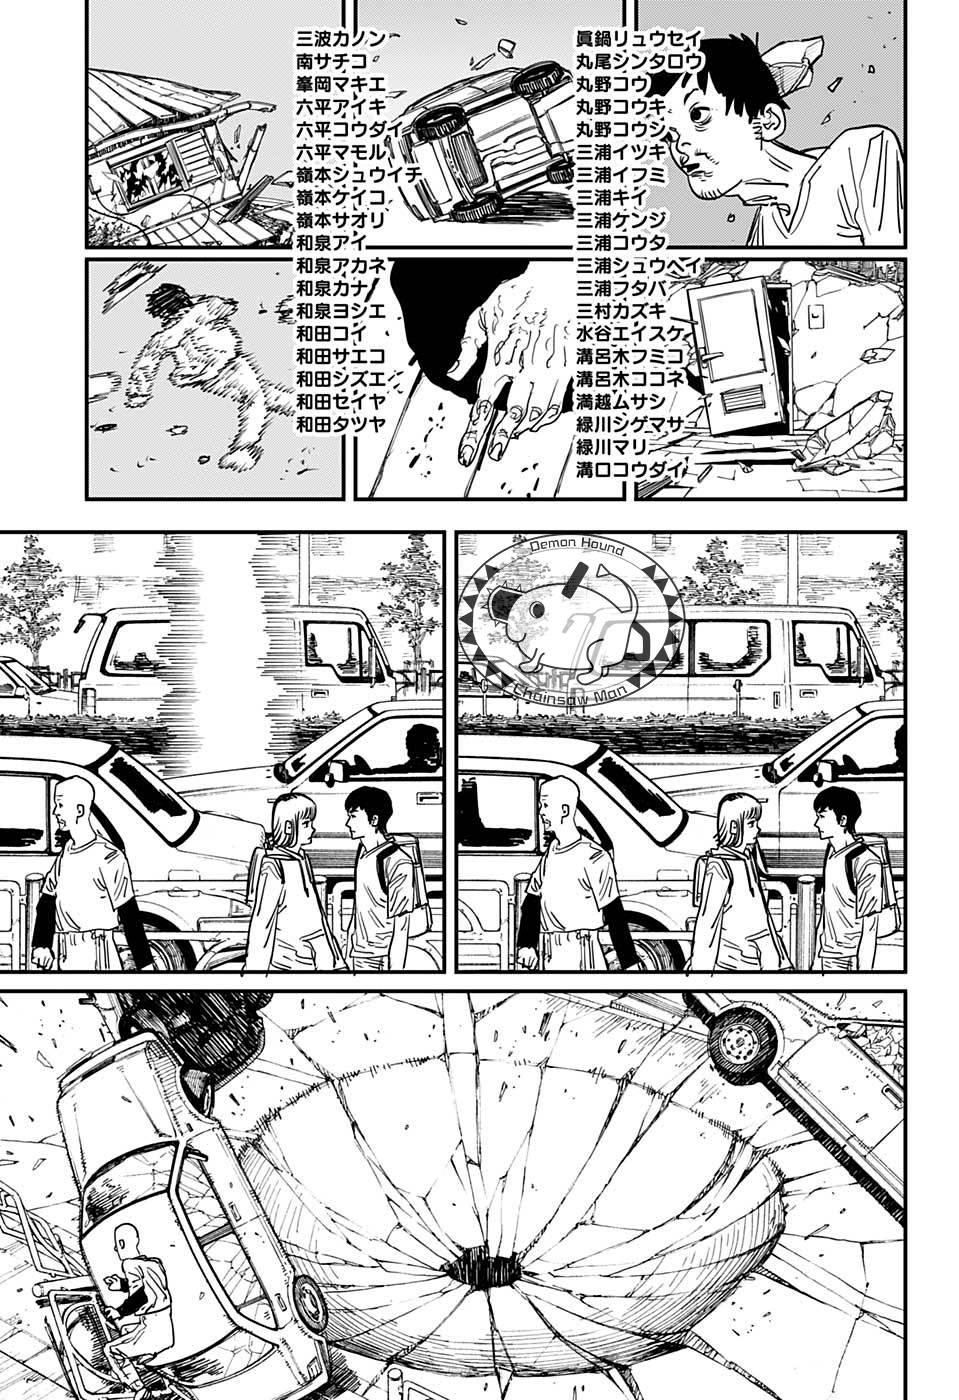 眞鍋リュウセイ
丸尾シンタロウ
丸野コウ
丸野コウキ
丸野コウシ
三浦イツキ
三浦イフミ
三浦キイ
三浦ケンジ
三浦コウタ
三浦シュウヘイ
三浦フタバ
三村カズキ
水谷エイスケ
溝呂木フミコ
溝呂木ココネ
満越ムサシ
緑川シゲマサ
緑川マリ
溝口コウダイ
三波カノン
南サチコ
峯岡マキエ
六平アイキ
六平コウダイ
六平マモル
嶺本シュウイチ
嶺本ケイコ
嶺本サオリ
和泉アイ
和泉アカネ
和泉カナ
和泉ヨシエ
和田コイ
和田サエコ
和田シズエ
和田セイヤ
和田タツヤ
Demon Hound
Chainsaw Man